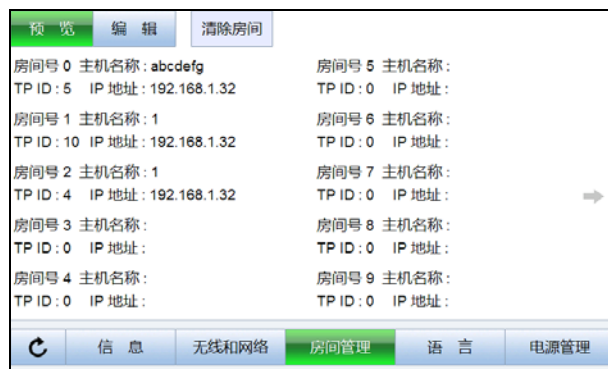 预 览 编 辑 清除房间
房间号 0 主机名称 : abcdefg
TP ID : 5 IP 地址 : 192.168.1.32
房间号 1 主机名称 : 1
TP ID : 10 IP 地址 : 192.168.1.32
房间号 2 主机名称 : 1
TP ID : 4 IP 地址 : 192.168.1.32
房间号 3 主机名称 :
TP ID : 0 IP 地址 :
房间号 4 主机名称 :
TP ID : 0 IP 地址 :
房间号 5 主机名称 :
TP ID : 0 IP 地址 :
房间号 6 主机名称 :
TP ID : 0 IP 地址 :
房间号 7 主机名称 :
TP ID : 0 IP 地址 :
房间号 8 主机名称 :
TP ID : 0 IP 地址 :
房间号 9 主机名称 :
TP ID : 0 IP 地址 :
信 息 无线和网络 房间管理 语 言 电源管理